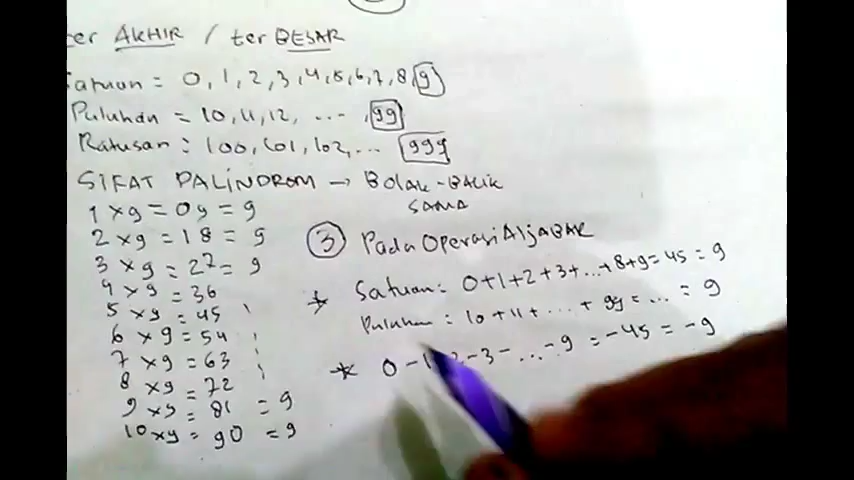 ter AKHIR / ter BESAR
Satuan = 0, 1, 2, 3, 4, 5, 6, 7, 8, 9
Puluhan = 10, 11, 12, ... , 99
Ratusan = 100, 101, 102, ... 999
SIFAT PALINDROM → BOLAK-BALIK
SAMA
1 x 9 = 09 = 9
2 x 9 = 18 = 9
3 x 9 = 27 = 9
4 x 9 = 36
5 x 9 = 45
6 x 9 = 54
7 x 9 = 63
8 x 9 = 72
9 x 9 = 81 = 9
10 x 9 = 90 = 9
3 Pada Operasi AljABAR
* Satuan : 0+1+2+3+...+8+9 = 45 = 9
Puluhan : 10 + 11 + ... + 99 = ... = 9
* 0 - 1 - 2 - 3 - ... - 9 = -45 = -9